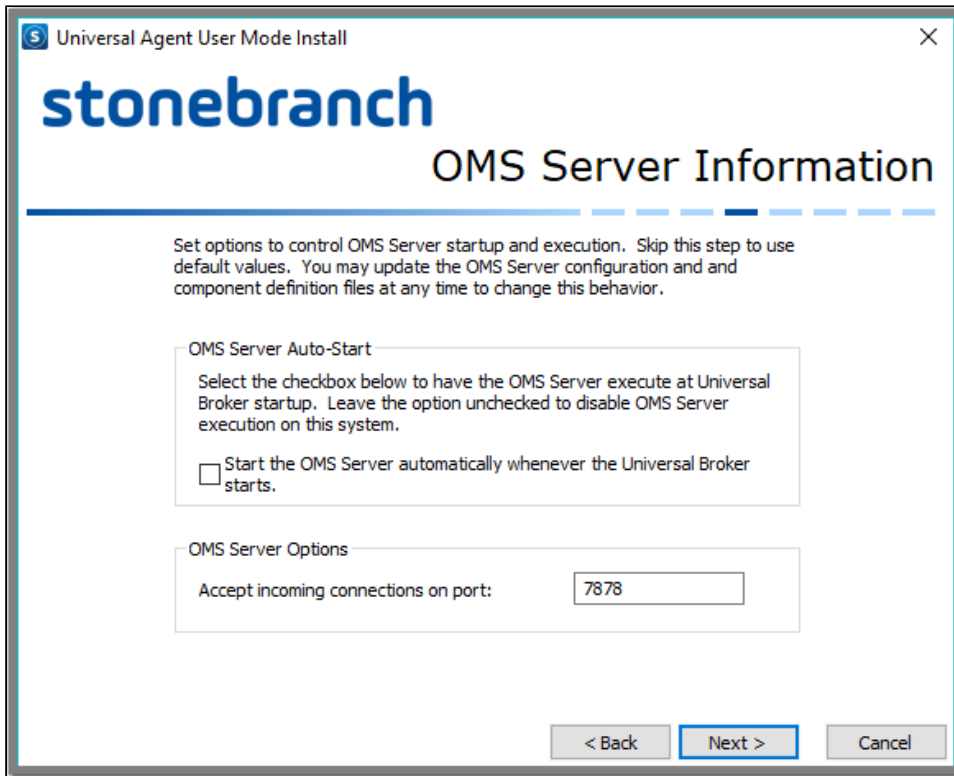 S Universal Agent User Mode Install
stonebranch
OMS Server Information
Set options to control OMS Server startup and execution. Skip this step to use
default values. You may update the OMS Server configuration and and
component definition files at any time to change this behavior.
OMS Server Auto-Start
Select the checkbox below to have the OMS Server execute at Universal
Broker startup. Leave the option unchecked to disable OMS Server
execution on this system.
Start the OMS Server automatically whenever the Universal Broker
starts.
OMS Server Options
Accept incoming connections on port: 7878
< Back Next > Cancel